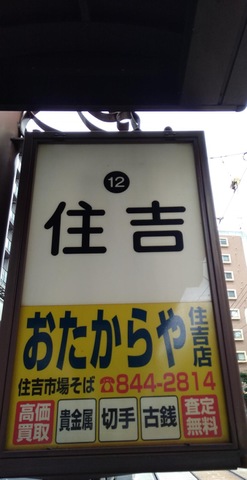 12
住吉
おたからや 住吉店
住吉市場そば ☎844-2814
高価買取 貴金属 切手 古銭 査定無料